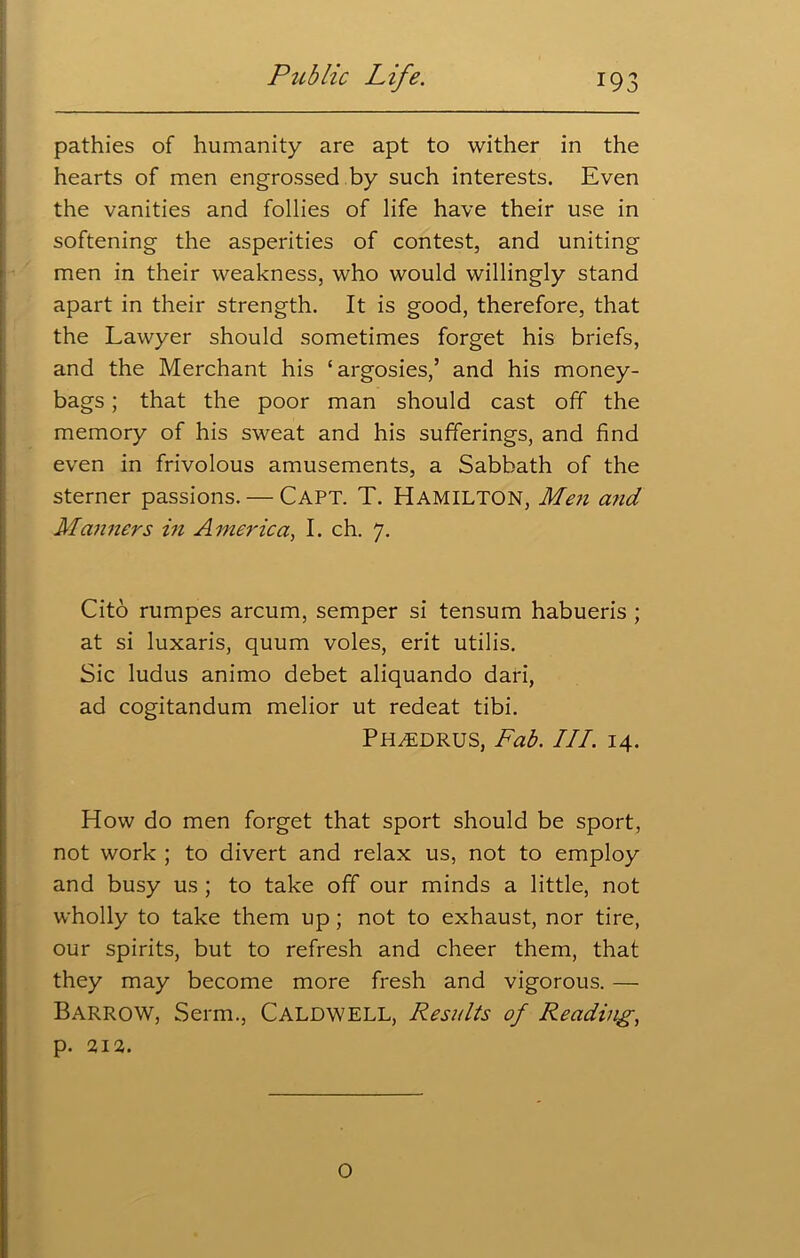 Public Life.
193
pathies of humanity are apt to wither in the
hearts of men engrossed by such interests. Even
the vanities and follies of life have their use in
softening the asperities of contest, and uniting
men in their weakness, who would willingly stand
apart in their strength. It is good, therefore, that
the Lawyer should sometimes forget his briefs,
and the Merchant his ‘argosies,’ and his money-
bags; that the poor man should cast off the
memory of his sweat and his sufferings, and find
even in frivolous amusements, a Sabbath of the
sterner passions. — CAPT. T. HAMILTON, Men and
Manners in America, I. ch. 7.
Citò rumpes arcum, semper si tensum habueris ;
at si luxaris, quum voles, erit utilis.
Sic ludus animo debet aliquando dari,
ad cogitandum melior ut redeat tibi.
PHÆDRUS, Fab. III. 14.
How do men forget that sport should be sport,
not work ; to divert and relax us, not to employ
and busy us ; to take off our minds a little, not
wholly to take them up ; not to exhaust, nor tire,
our spirits, but to refresh and cheer them, that
they may become more fresh and vigorous. —
BARROW, Serm., CALDWELL, Results of Reading,
p. 212.
O